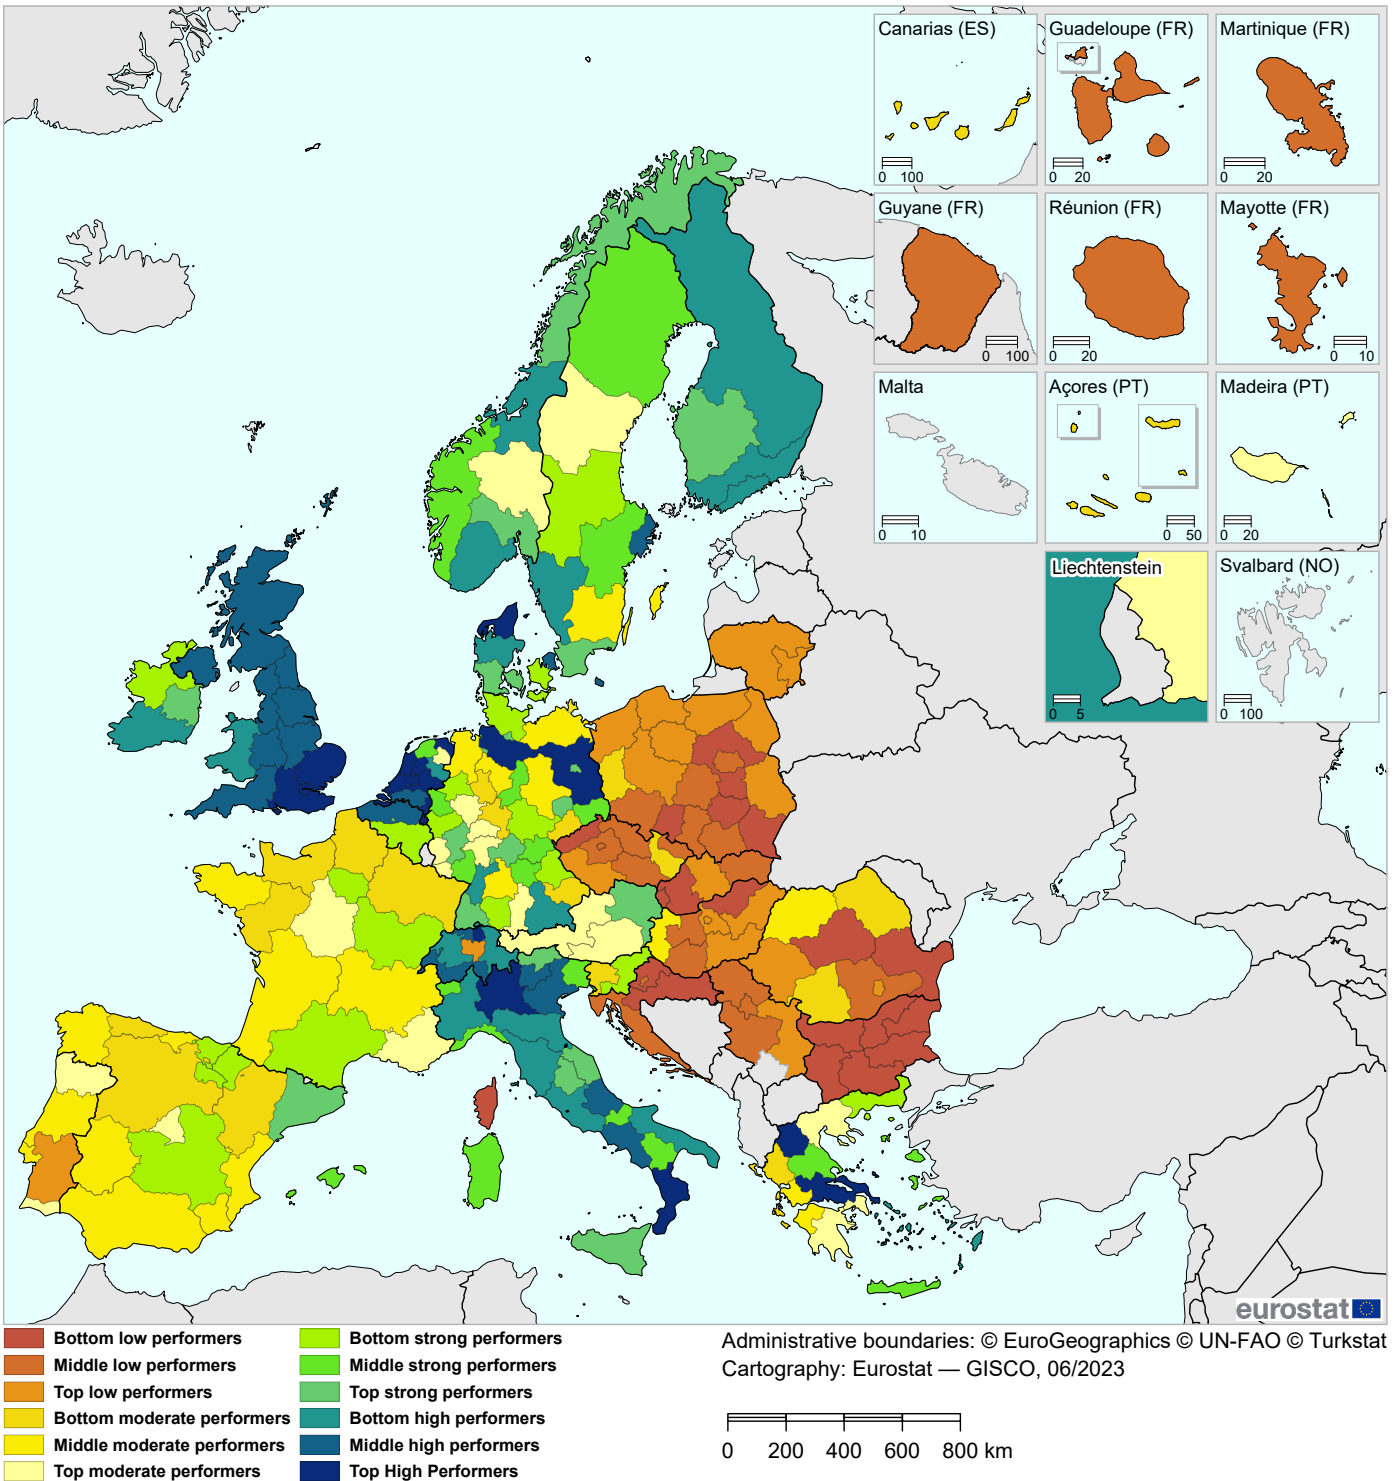 Canarias (ES)
0 100
Guadeloupe (FR)
0 20
Martinique (FR)
0 20
Guyane (FR)
0 100
Réunion (FR)
0 20
Mayotte (FR)
0 10
Malta
0 10
Açores (PT)
0 50
Madeira (PT)
0 20
Liechtenstein
0 5
Svalbard (NO)
0 100
eurostat
Bottom low performers
Middle low performers
Top low performers
Bottom moderate performers
Middle moderate performers
Top moderate performers
Bottom strong performers
Middle strong performers
Top strong performers
Bottom high performers
Middle high performers
Top High Performers
Administrative boundaries: © EuroGeographics © UN-FAO © Turkstat
Cartography: Eurostat — GISCO, 06/2023
0 200 400 600 800 km